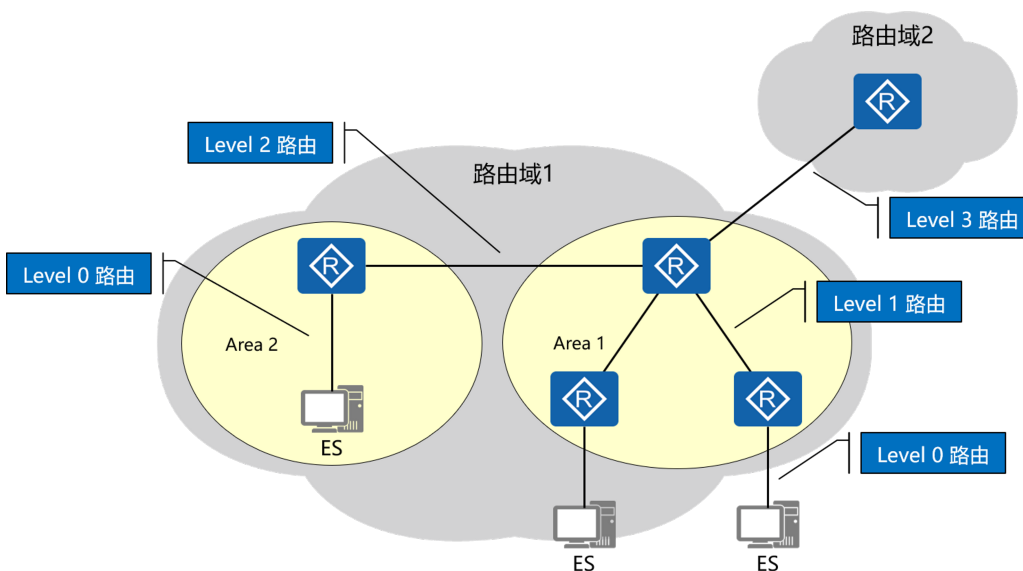 路由域2
Level 2 路由
路由域1
Level 3 路由
R
R
R
Level 0 路由
Level 1 路由
Area 2
Area 1
R
R
ES
Level 0 路由
ES
ES